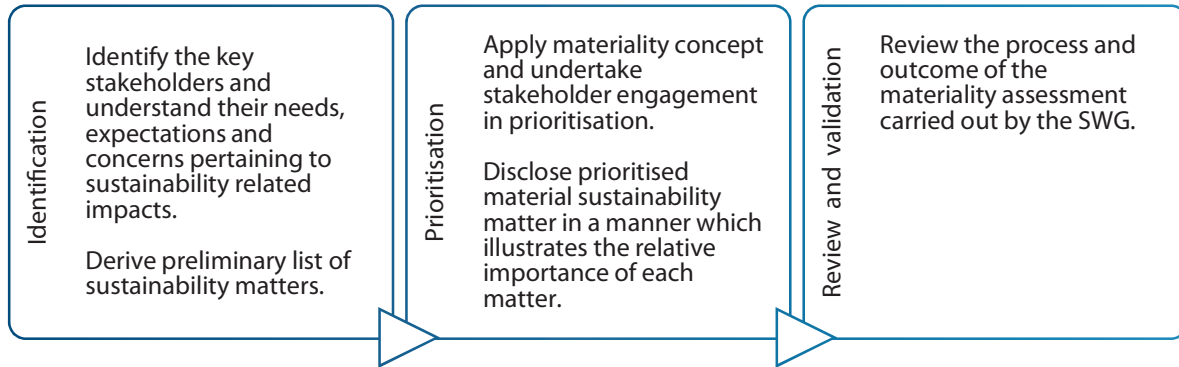 Identification
Identify the key
stakeholders and
understand their needs,
expectations and
concerns pertaining to
sustainability related
impacts.
Derive preliminary list of
sustainability matters.
Prioritisation
Apply materiality concept
and undertake
stakeholder engagement
in prioritisation.
Disclose prioritised
material sustainability
matter in a manner which
illustrates the relative
importance of each
matter.
Review and validation
Review the process and
outcome of the
materiality assessment
carried out by the SWG.